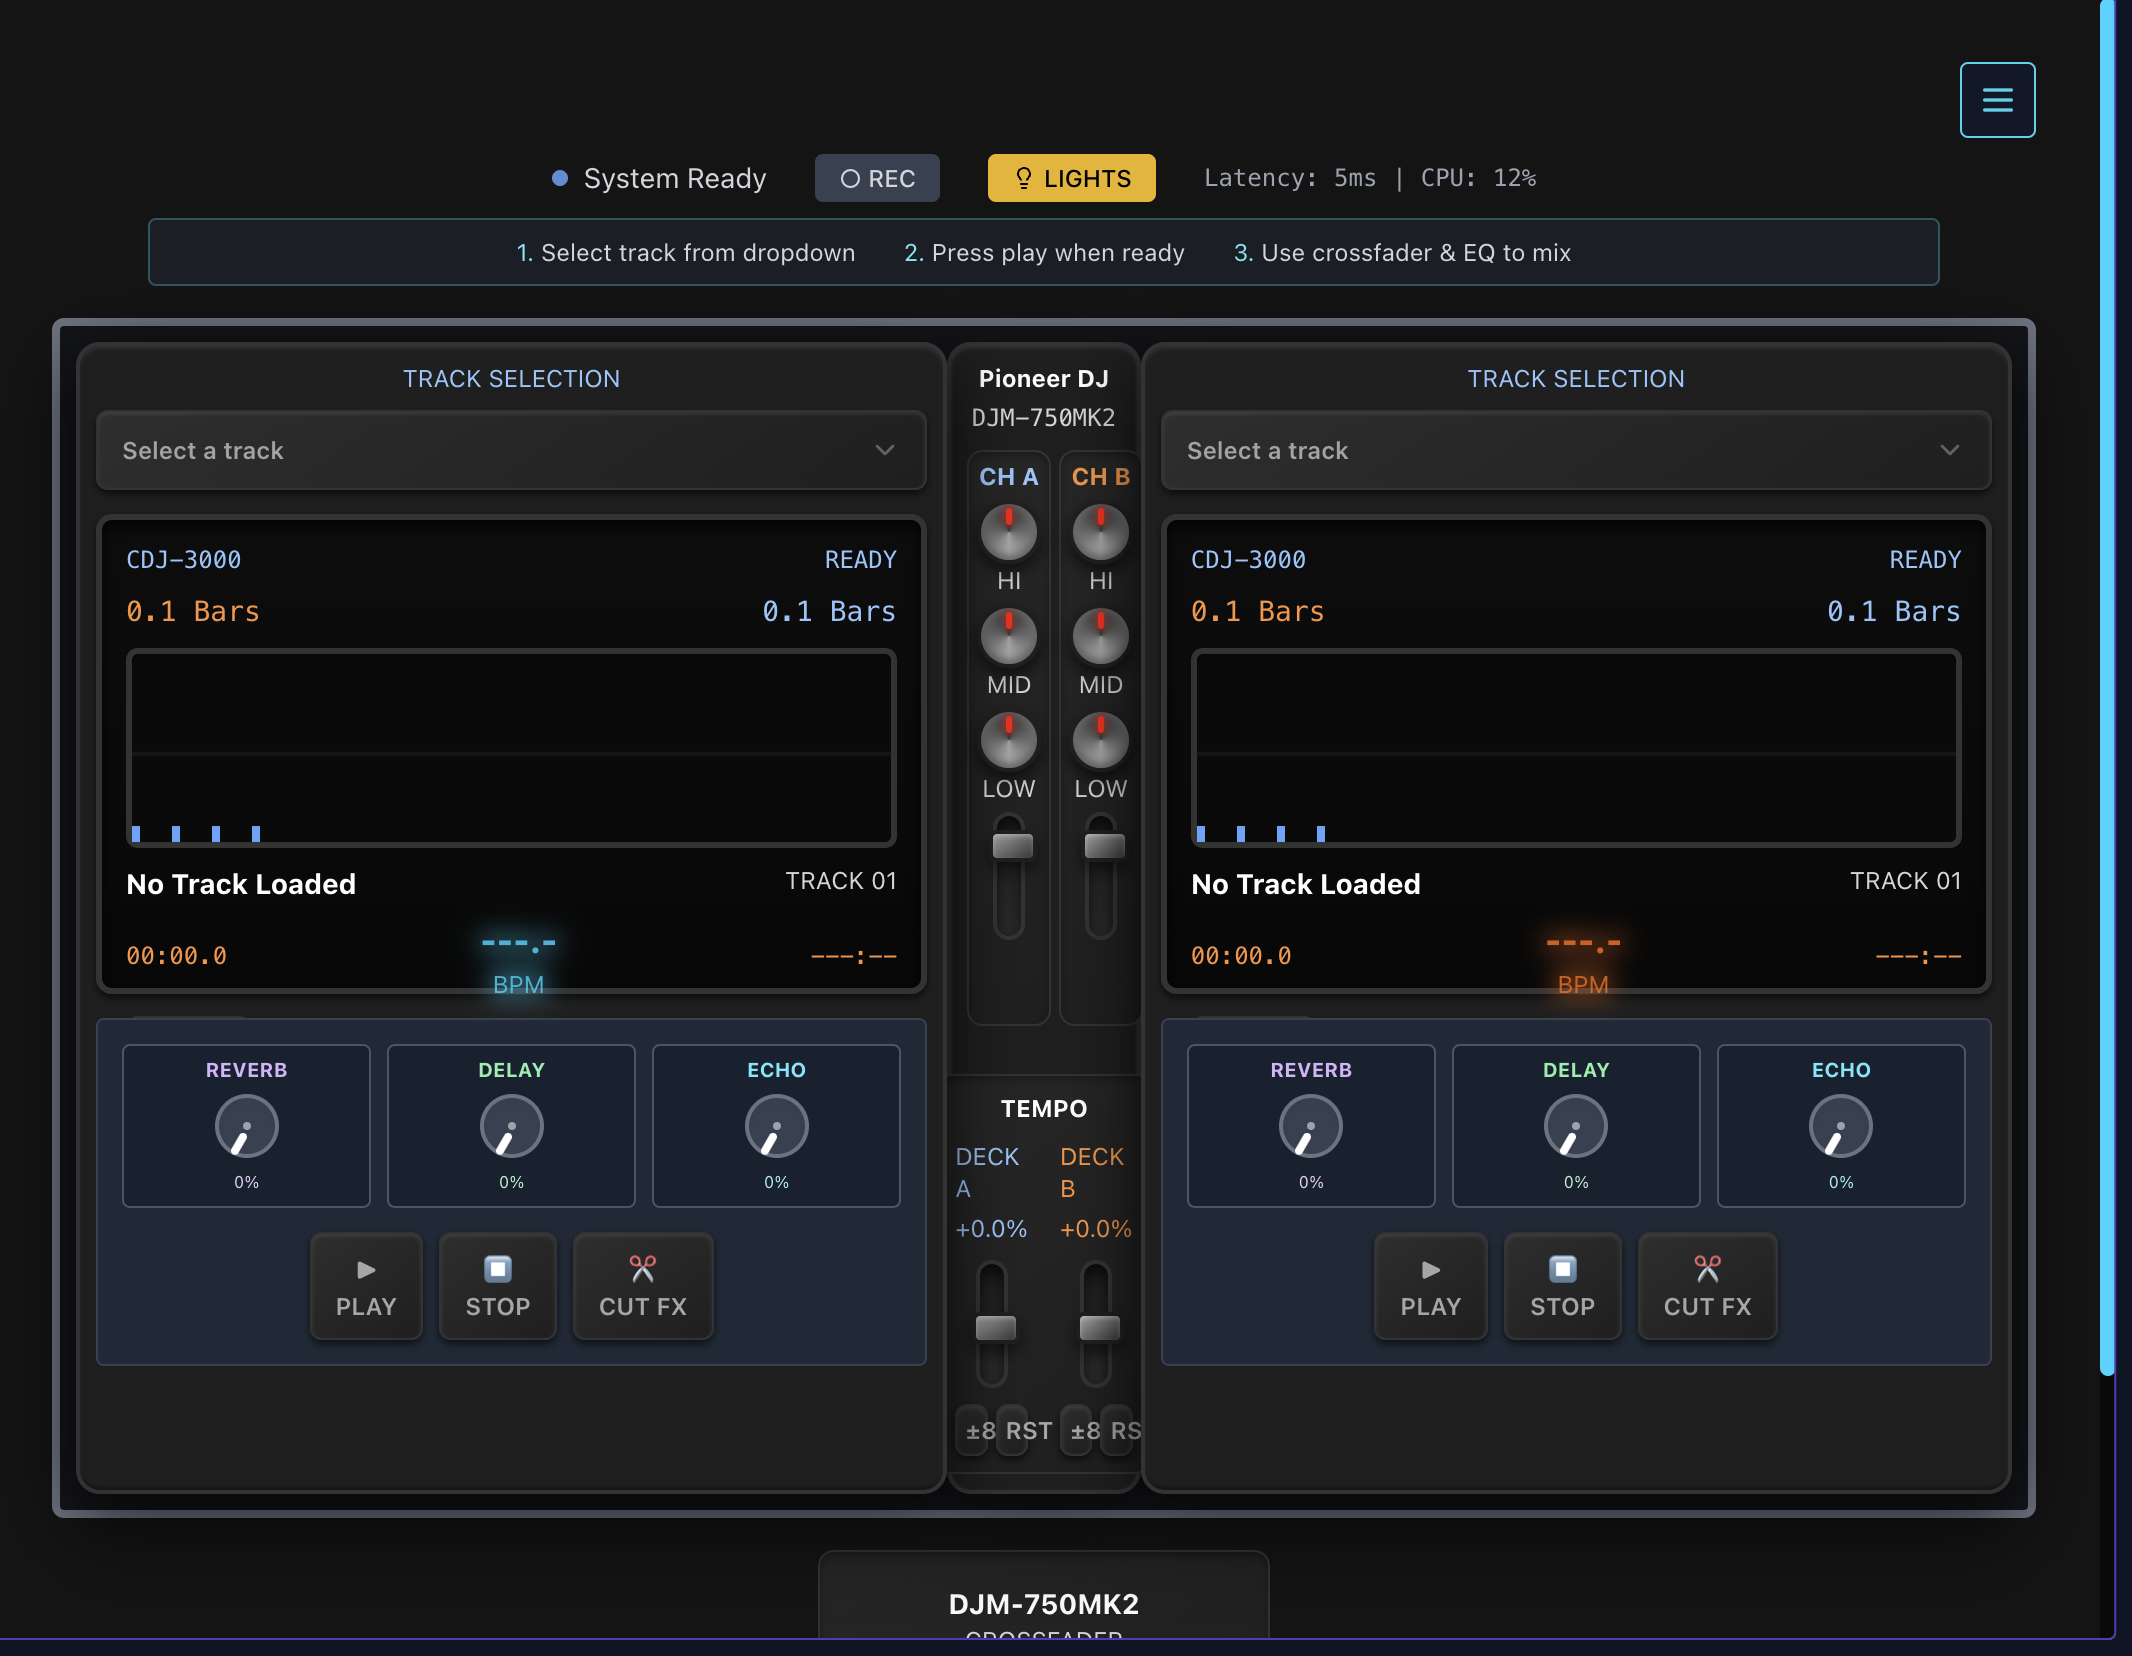 System Ready
REC
LIGHTS
Latency: 5ms | CPU: 12%
1. Select track from dropdown 2. Press play when ready 3. Use crossfader & EQ to mix
TRACK SELECTION
Select a track
CDJ-3000 READY
0.1 Bars 0.1 Bars
No Track Loaded TRACK 01
00:00.0 ---.- ---:--
BPM
REVERB DELAY ECHO
0% 0% 0%
PLAY STOP CUT FX
Pioneer DJ
DJM-750MK2
CH A CH B
HI HI
MID MID
LOW LOW
TEMPO
DECK A DECK B
+0.0% +0.0%
±8 RST ±8 RS
TRACK SELECTION
Select a track
CDJ-3000 READY
0.1 Bars 0.1 Bars
No Track Loaded TRACK 01
00:00.0 ---.- ---:--
BPM
REVERB DELAY ECHO
0% 0% 0%
PLAY STOP CUT FX
DJM-750MK2
CROSSFADER